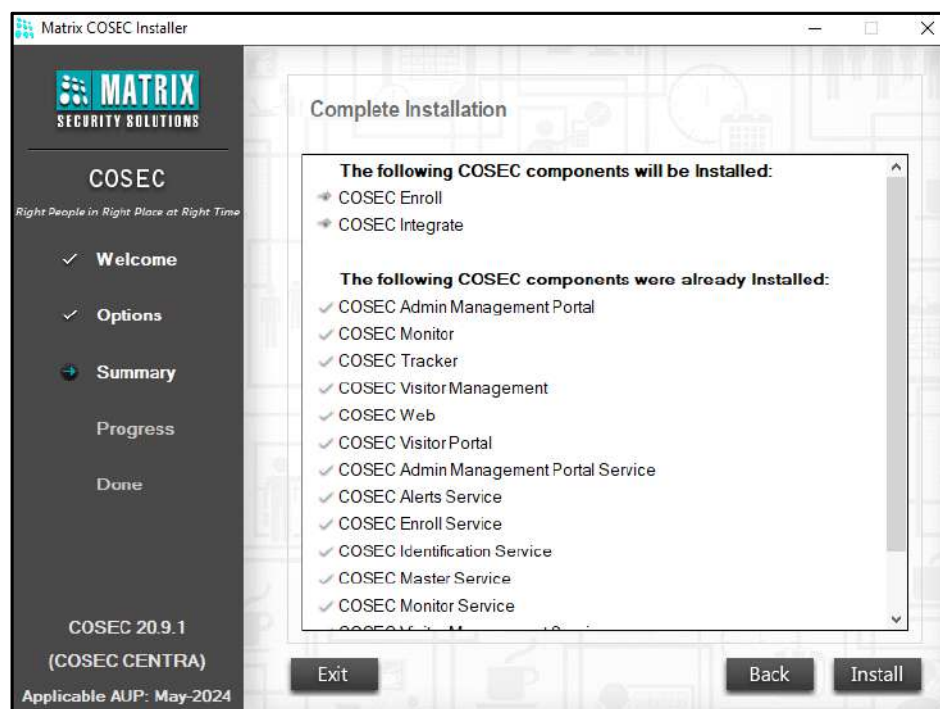 Matrix COSEC Installer
MATRIX
SECURITY SOLUTIONS
COSEC
Right People in Right Place at Right Time
Welcome
Options
Summary
Progress
Done
COSEC 20.9.1
(COSEC CENTRA)
Applicable AUP: May-2024
Complete Installation
The following COSEC components will be Installed:
COSEC Enroll
COSEC Integrate
The following COSEC components were already Installed:
COSEC Admin Management Portal
COSEC Monitor
COSEC Tracker
COSEC Visitor Management
COSEC Web
COSEC Visitor Portal
COSEC Admin Management Portal Service
COSEC Alerts Service
COSEC Enroll Service
COSEC Identification Service
COSEC Master Service
COSEC Monitor Service
Exit
Back
Install